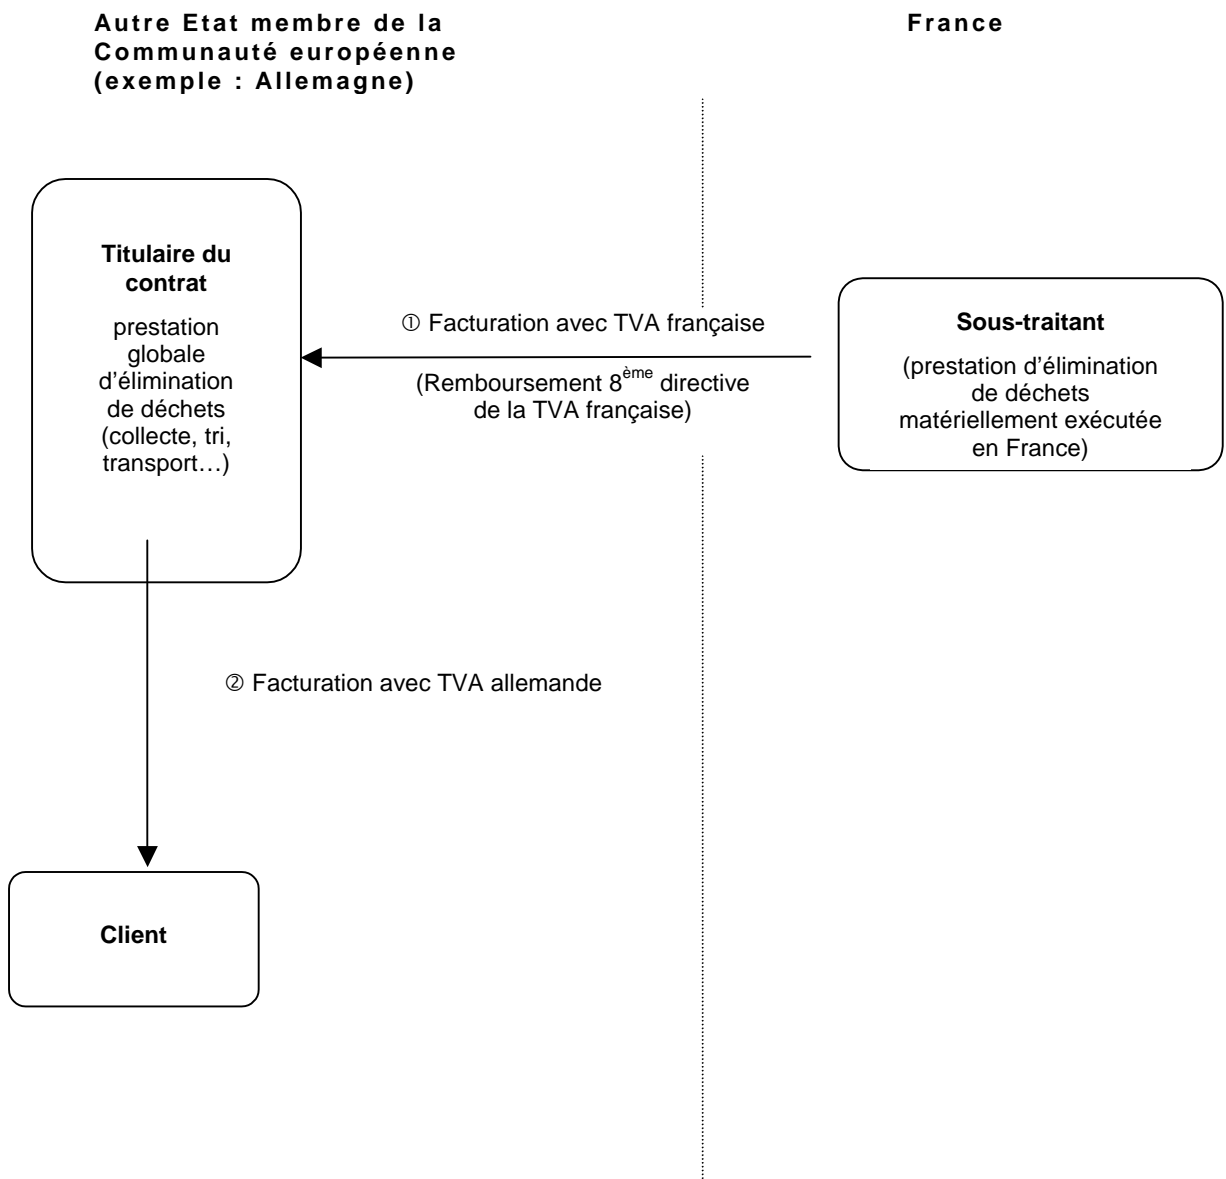 Autre Etat membre de la
Communauté européenne
(exemple : Allemagne)
France
Titulaire du
contrat
prestation
globale
d'élimination
de déchets
(collecte, tri,
transport…)
① Facturation avec TVA française
(Remboursement 8ème directive
de la TVA française)
Sous-traitant
(prestation d'élimination
de déchets
matériellement exécutée
en France)
② Facturation avec TVA allemande
Client